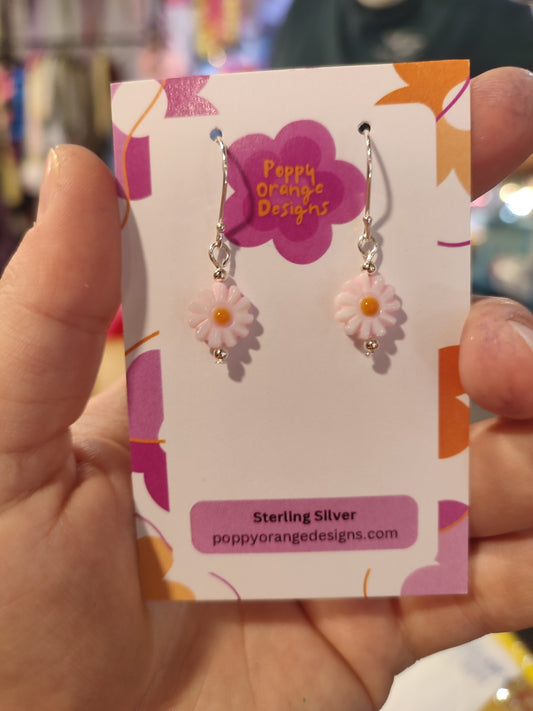 Poppy
Orange
Designs
Sterling Silver
poppyorangedesigns.com